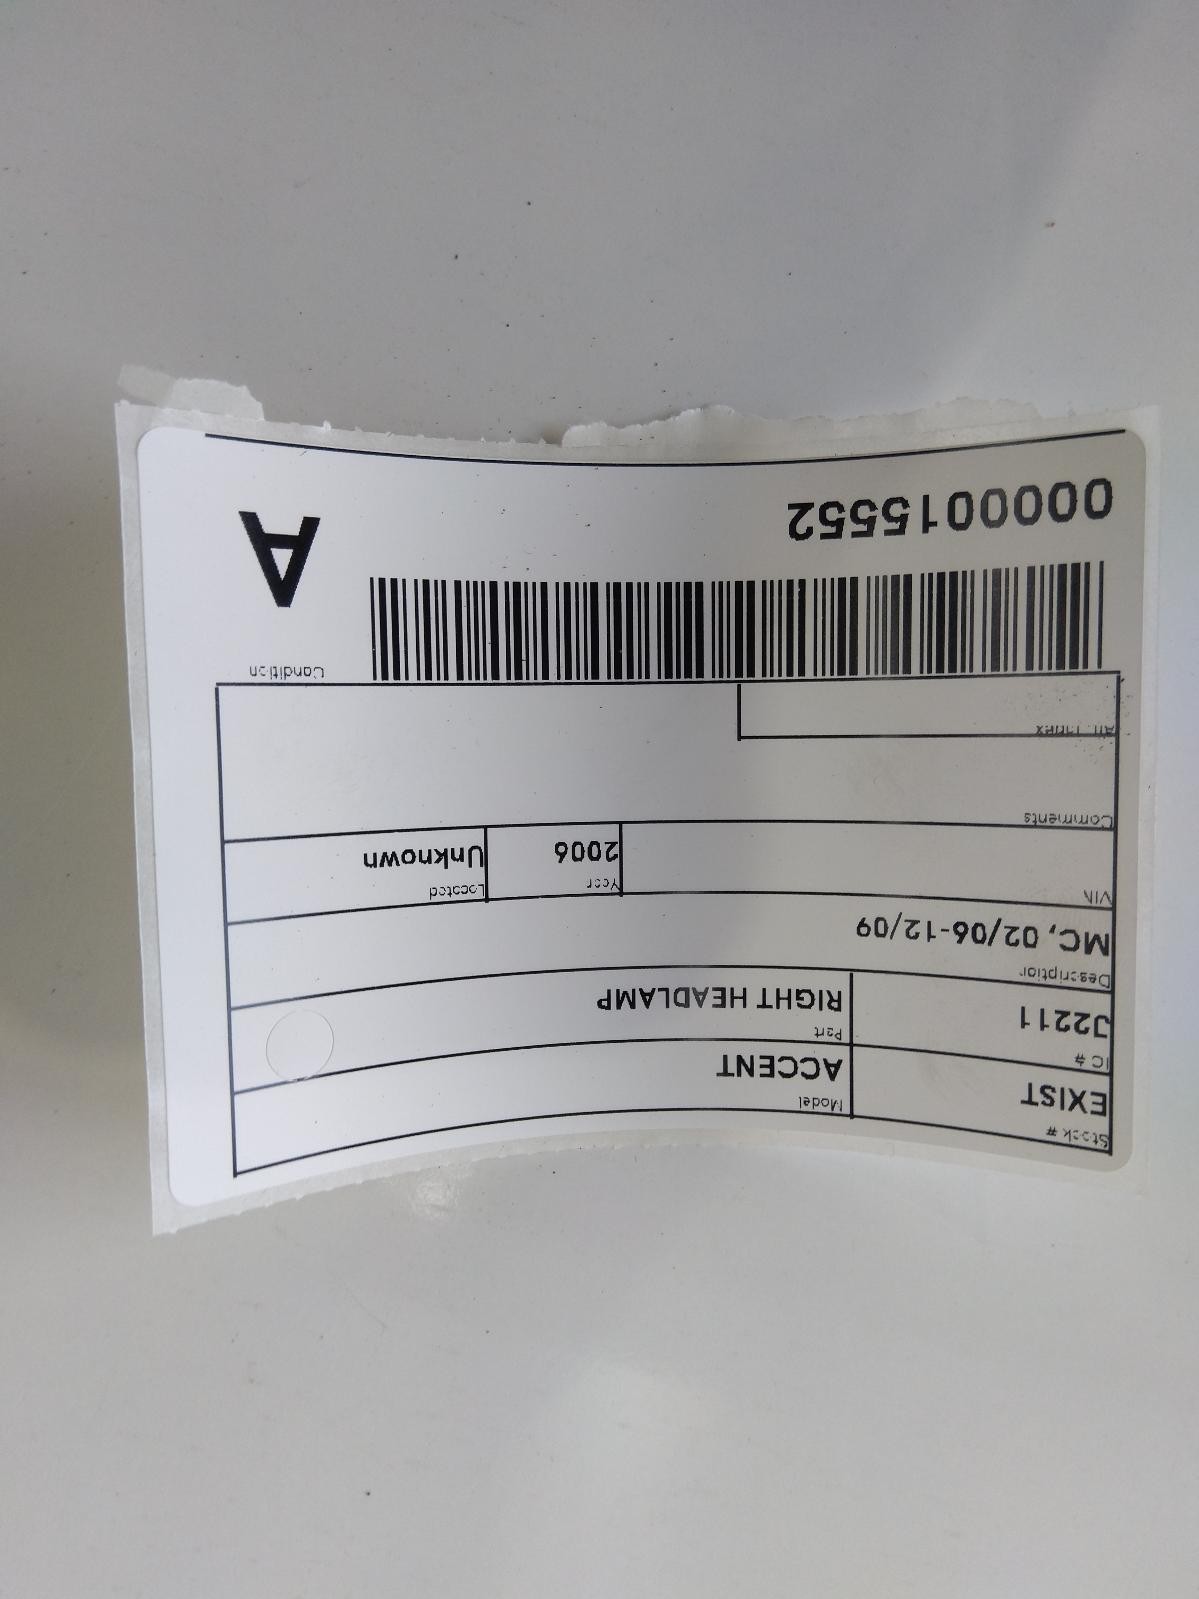 Stock # Model
EXIST ACCENT
IC # Part
J2211 RIGHT HEADLAMP
Description
MC, 02/06-12/09
VIN Year Located
2006 Unknown
Comments
Alt. Index
Condition
A
0000015552